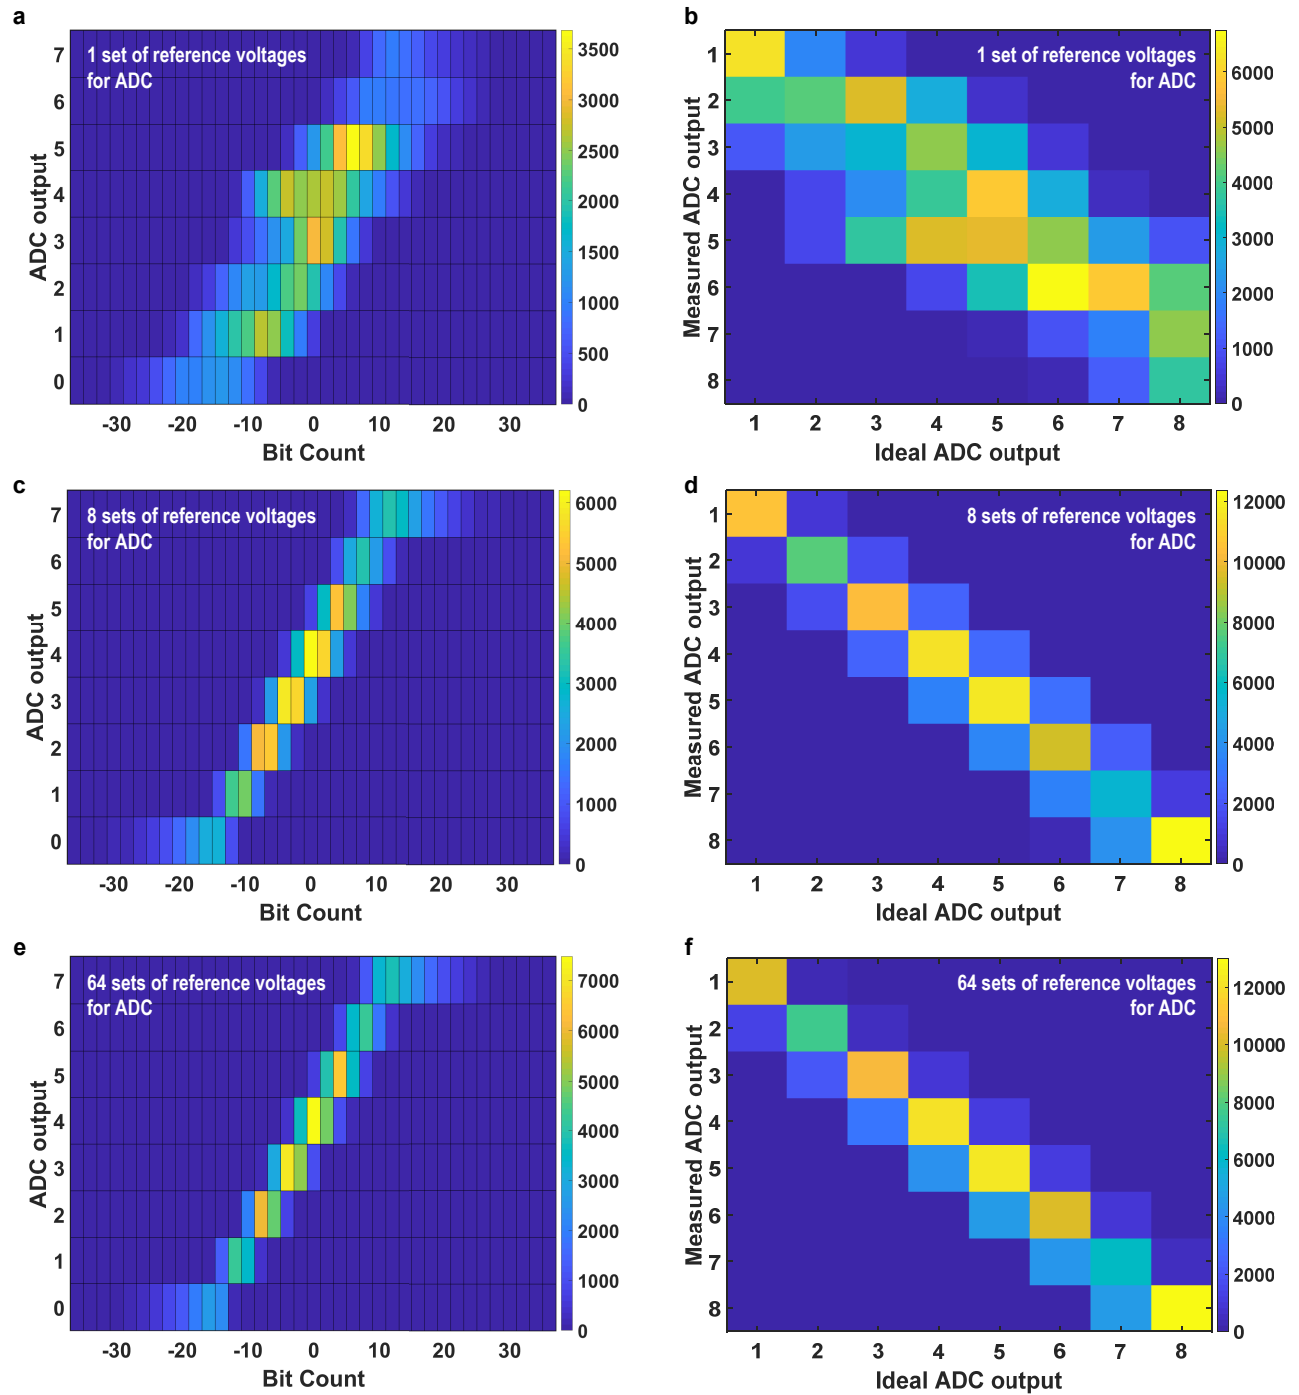 a
1 set of reference voltages
for ADC
ADC output
7
6
5
4
3
2
1
0
-30 -20 -10 0 10 20 30
Bit Count
3500
3000
2500
2000
1500
1000
500
0
b
1 set of reference voltages
for ADC
Measured ADC output
1
2
3
4
5
6
7
8
1 2 3 4 5 6 7 8
Ideal ADC output
6000
5000
4000
3000
2000
1000
0
c
8 sets of reference voltages
for ADC
ADC output
7
6
5
4
3
2
1
0
-30 -20 -10 0 10 20 30
Bit Count
6000
5000
4000
3000
2000
1000
0
d
8 sets of reference voltages
for ADC
Measured ADC output
1
2
3
4
5
6
7
8
1 2 3 4 5 6 7 8
Ideal ADC output
12000
10000
8000
6000
4000
2000
0
e
64 sets of reference voltages
for ADC
ADC output
7
6
5
4
3
2
1
0
-30 -20 -10 0 10 20 30
Bit Count
7000
6000
5000
4000
3000
2000
1000
0
f
64 sets of reference voltages
for ADC
Measured ADC output
1
2
3
4
5
6
7
8
1 2 3 4 5 6 7 8
Ideal ADC output
12000
10000
8000
6000
4000
2000
0